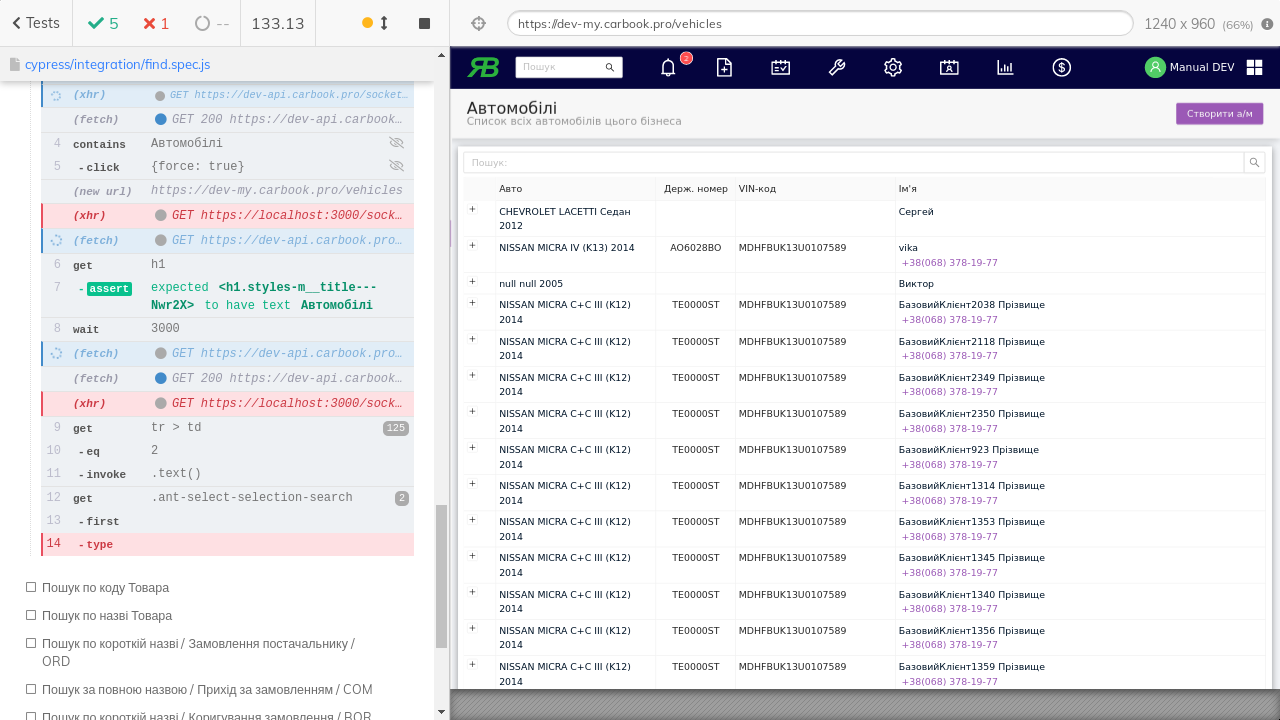 Tests
5
1
--
133.13
https://dev-my.carbook.pro/vehicles
1240 x 960 (66%)
cypress/integration/find.spec.js
(xhr) GET https://dev-api.carbook.pro/socket…
(fetch) GET 200 https://dev-api.carbook…
4 contains Автомобілі
5 -click {force: true}
(new url) https://dev-my.carbook.pro/vehicles
(xhr) GET https://localhost:3000/sock…
(fetch) GET https://dev-api.carbook.pro…
6 get h1
7 -assert expected <h1.styles-m__title---
Nwr2X> to have text Автомобілі
8 wait 3000
(fetch) GET https://dev-api.carbook.pro…
(fetch) GET 200 https://dev-api.carbook…
(xhr) GET https://localhost:3000/sock…
9 get tr > td 125
10 -eq 2
11 -invoke .text()
12 get .ant-select-selection-search 2
13 -first
14 -type
Пошук по коду Товара
Пошук по назві Товара
Пошук по короткій назві / Замовлення постачальнику /
ORD
Пошук за повною назвою / Прихід за замовленням / COM
Пошук по короткій назві / Коригування замовлення / BOR
ЯB
Пошук
2
Manual DEV
Автомобілі
Список всіх автомобілів цього бізнеса
Створити а/м
Пошук:
Авто Держ. номер VIN-код Ім'я
+ CHEVROLET LACETTI Седан Сергей
2012
+ NISSAN MICRA IV (K13) 2014 AO6028BO MDHFBUK13U0107589 vika
+38(068) 378-19-77
+ null null 2005 Виктор
+ NISSAN MICRA C+C III (K12) TE0000ST MDHFBUK13U0107589 БазовийКлієнт2038 Прізвище
2014 +38(068) 378-19-77
+ NISSAN MICRA C+C III (K12) TE0000ST MDHFBUK13U0107589 БазовийКлієнт2118 Прізвище
2014 +38(068) 378-19-77
+ NISSAN MICRA C+C III (K12) TE0000ST MDHFBUK13U0107589 БазовийКлієнт2349 Прізвище
2014 +38(068) 378-19-77
+ NISSAN MICRA C+C III (K12) TE0000ST MDHFBUK13U0107589 БазовийКлієнт2350 Прізвище
2014 +38(068) 378-19-77
+ NISSAN MICRA C+C III (K12) TE0000ST MDHFBUK13U0107589 БазовийКлієнт923 Прізвище
2014 +38(068) 378-19-77
+ NISSAN MICRA C+C III (K12) TE0000ST MDHFBUK13U0107589 БазовийКлієнт1314 Прізвище
2014 +38(068) 378-19-77
+ NISSAN MICRA C+C III (K12) TE0000ST MDHFBUK13U0107589 БазовийКлієнт1353 Прізвище
2014 +38(068) 378-19-77
+ NISSAN MICRA C+C III (K12) TE0000ST MDHFBUK13U0107589 БазовийКлієнт1345 Прізвище
2014 +38(068) 378-19-77
+ NISSAN MICRA C+C III (K12) TE0000ST MDHFBUK13U0107589 БазовийКлієнт1340 Прізвище
2014 +38(068) 378-19-77
+ NISSAN MICRA C+C III (K12) TE0000ST MDHFBUK13U0107589 БазовийКлієнт1356 Прізвище
2014 +38(068) 378-19-77
+ NISSAN MICRA C+C III (K12) TE0000ST MDHFBUK13U0107589 БазовийКлієнт1359 Прізвище
2014 +38(068) 378-19-77